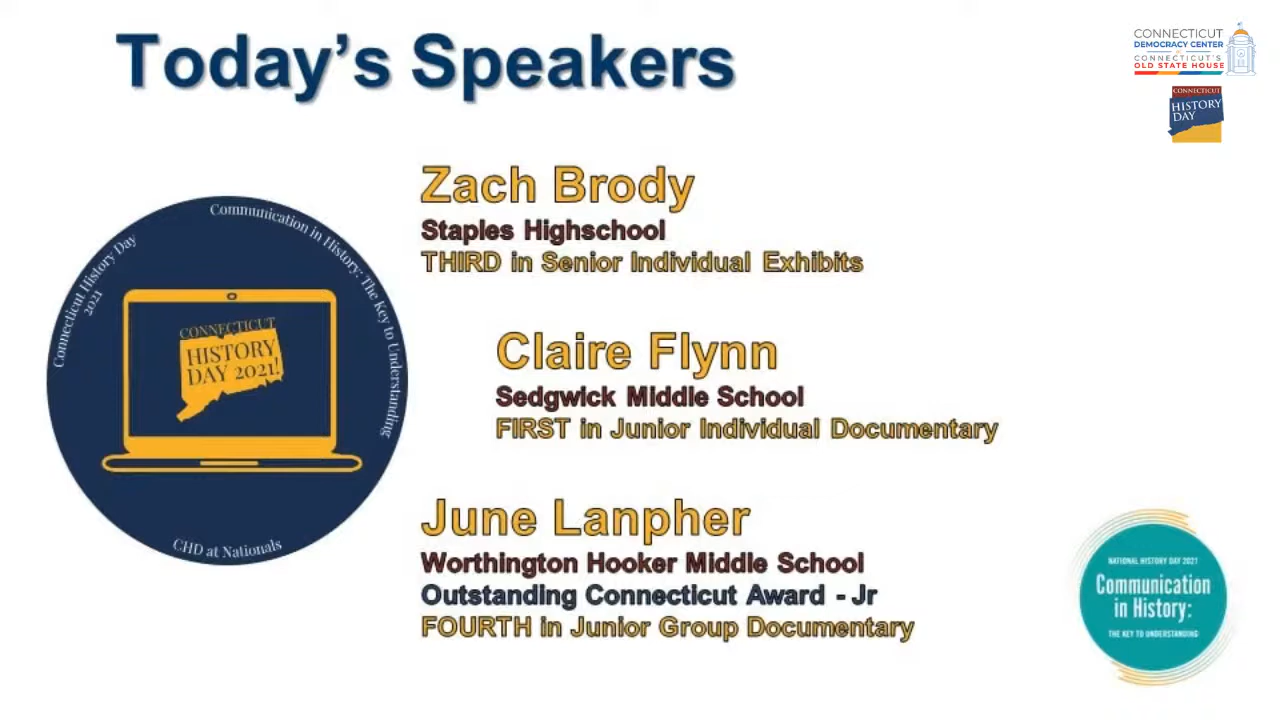 Today's Speakers
CONNECTICUT
DEMOCRACY CENTER
CONNECTICUT'S
OLD STATE HOUSE
CONNECTICUT
HISTORY
DAY
Zach Brody
Staples Highschool
THIRD in Senior Individual Exhibits
Communication in History: The Key to Understanding
Connecticut History Day
2021
CONNECTICUT
HISTORY
DAY 2021!
CHD at Nationals
Claire Flynn
Sedgwick Middle School
FIRST in Junior Individual Documentary
June Lanpher
Worthington Hooker Middle School
Outstanding Connecticut Award - Jr
FOURTH in Junior Group Documentary
NATIONAL HISTORY DAY 2021
Communication
in History:
THE KEY TO UNDERSTANDING